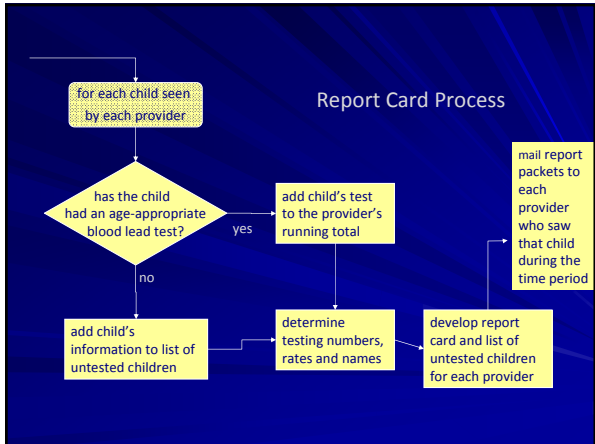 Report Card Process
for each child seen
by each provider
has the child
had an age-appropriate
blood lead test?
yes
add child's test
to the provider's
running total
no
add child's
information to list of
untested children
determine
testing numbers,
rates and names
develop report
card and list of
untested children
for each provider
mail report
packets to
each
provider
who saw
that child
during the
time period